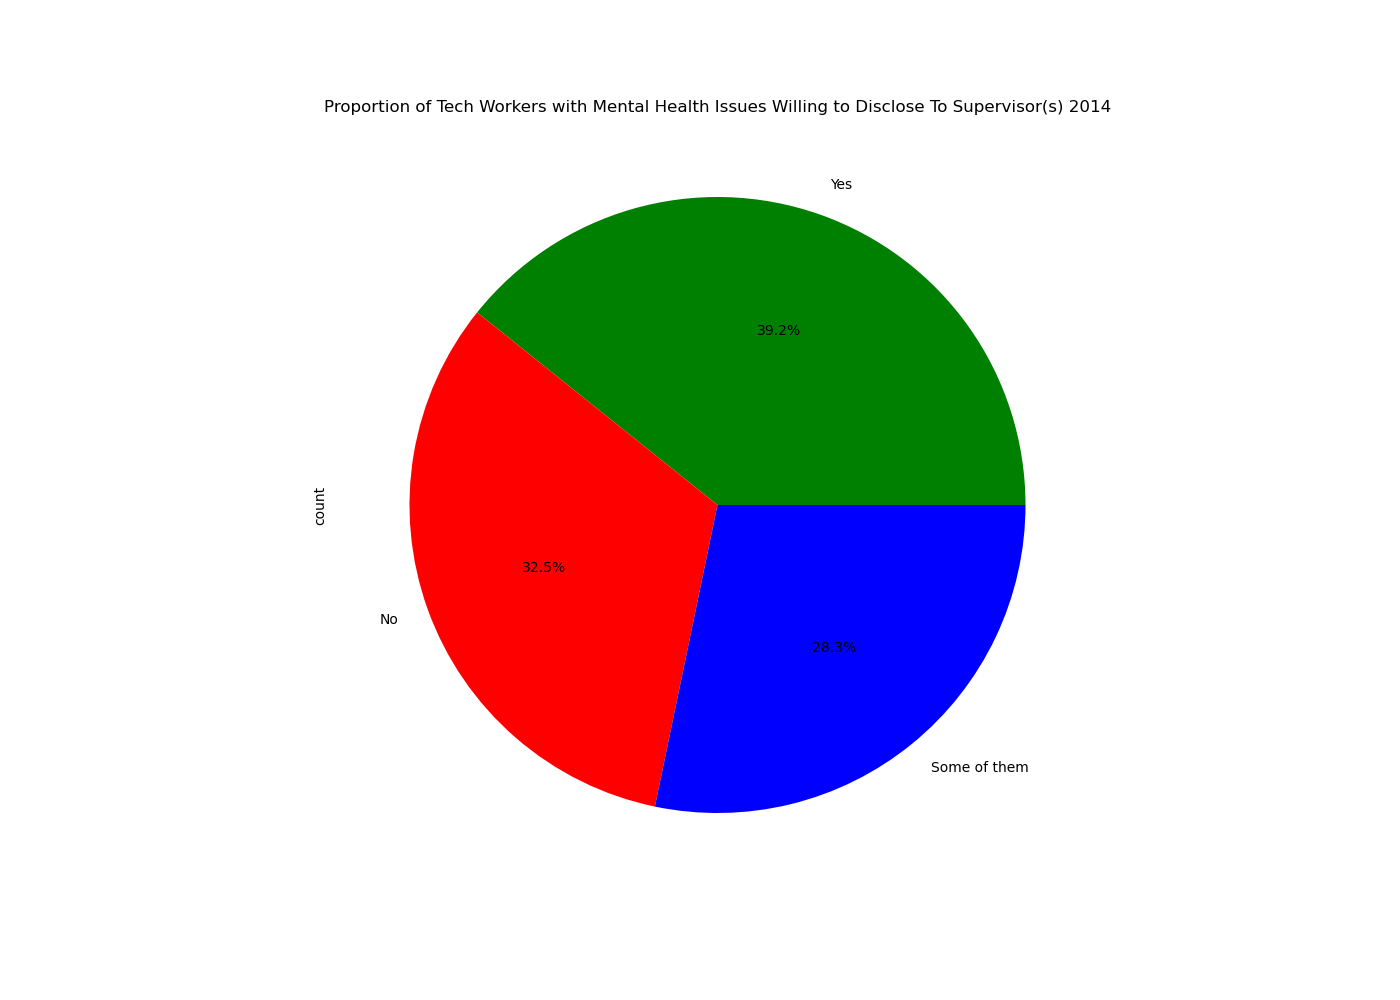 Proportion of Tech Workers with Mental Health Issues Willing to Disclose To Supervisor(s) 2014
Yes
39.2%
count
32.5%
No
28.3%
Some of them